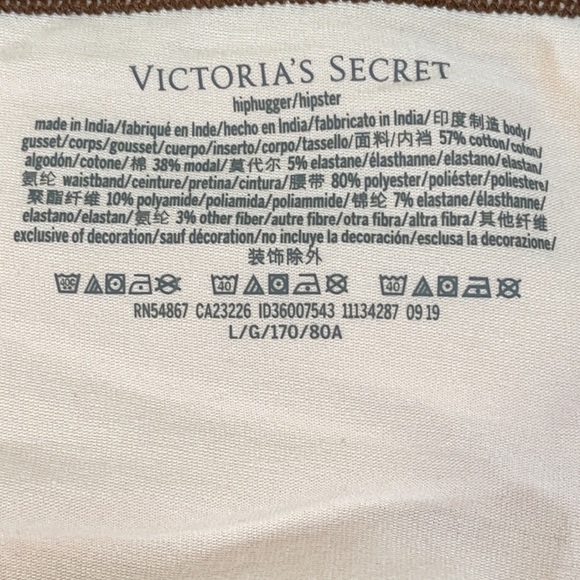 VICTORIA'S SECRET
hiphugger/hipster
made in India/fabriqué en Inde/hecho en India/fabbricato in India/印度制造 body/
gusset/corps/gousset/cuerpo/inserto/corpo/tassello/面料/内裆 57% cotton/coton/
algodón/cotone/棉 38% modal/莫代尔 5% elastane/élasthanne/elastano/elastan/
氨纶 waistband/ceinture/pretina/cintura/腰带 80% polyester/poliéster/poliestere/
聚酯纤维 10% polyamide/poliamida/poliammide/锦纶 7% elastane/élasthanne/
elastano/elastan/氨纶 3% other fiber/autre fibre/otra fibra/altra fibra/其他纤维
exclusive of decoration/sauf décoration/no incluye la decoración/esclusa la decorazione/
装饰除外
40 40 40
RN54867 CA23226 ID36007543 11134287 09 19
L/G/170/80A